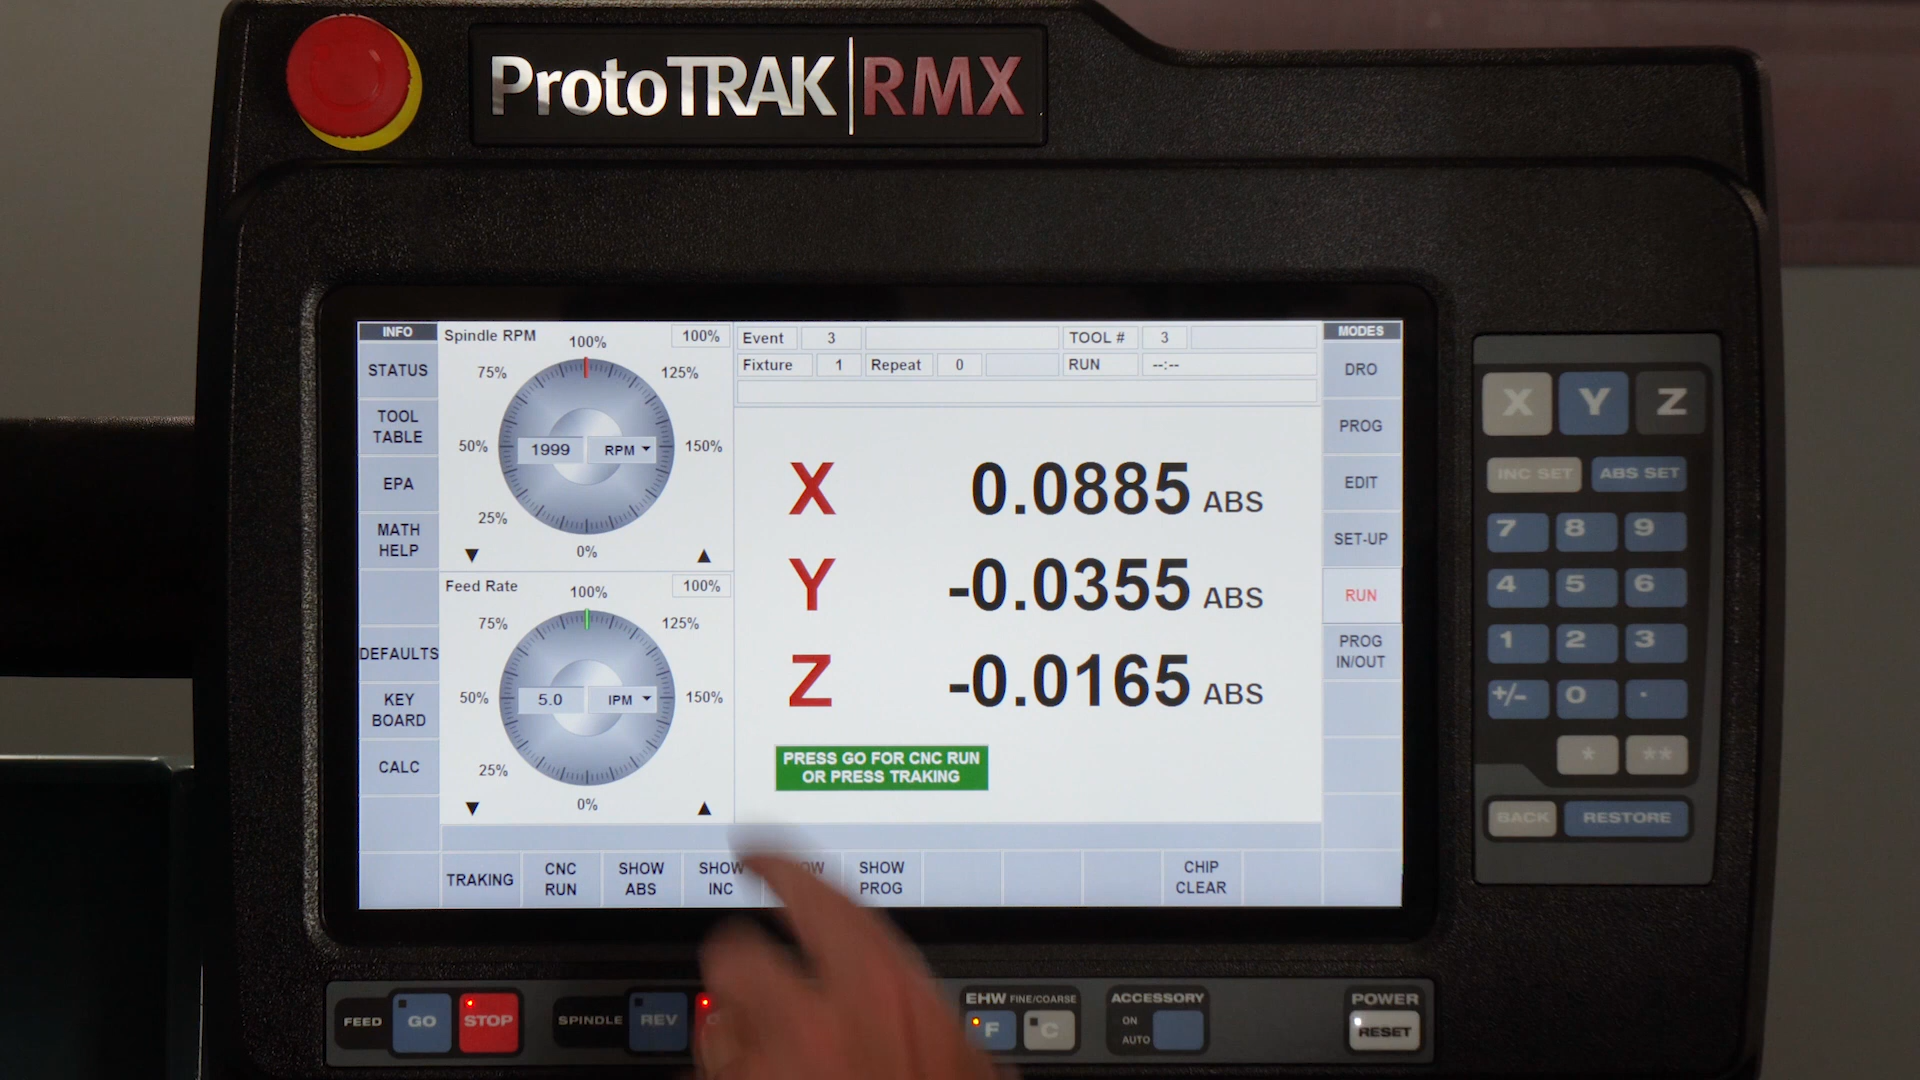 ProtoTRAK RMX
INFO
STATUS
TOOL
TABLE
EPA
MATH
HELP
DEFAULTS
KEY
BOARD
CALC
Spindle RPM 100%
100%
75% 125%
50% 1999 RPM 150%
25%
0%
Feed Rate 100%
100%
75% 125%
50% 5.0 IPM 150%
25%
0%
Event 3 TOOL # 3
Fixture 1 Repeat 0 RUN --:--
X 0.0885 ABS
Y -0.0355 ABS
Z -0.0165 ABS
PRESS GO FOR CNC RUN
OR PRESS TRAKING
MODES
DRO
PROG
EDIT
SET-UP
RUN
PROG
IN/OUT
TRAKING
CNC
RUN
SHOW
ABS
SHOW
INC
SHOW
PROG
CHIP
CLEAR
X Y Z
INC SET ABS SET
7 8 9
4 5 6
1 2 3
+/- 0 .
* **
BACK RESTORE
FEED GO STOP
SPINDLE REV
EHW FINE/COARSE
F C
ACCESSORY
ON
AUTO
POWER
RESET